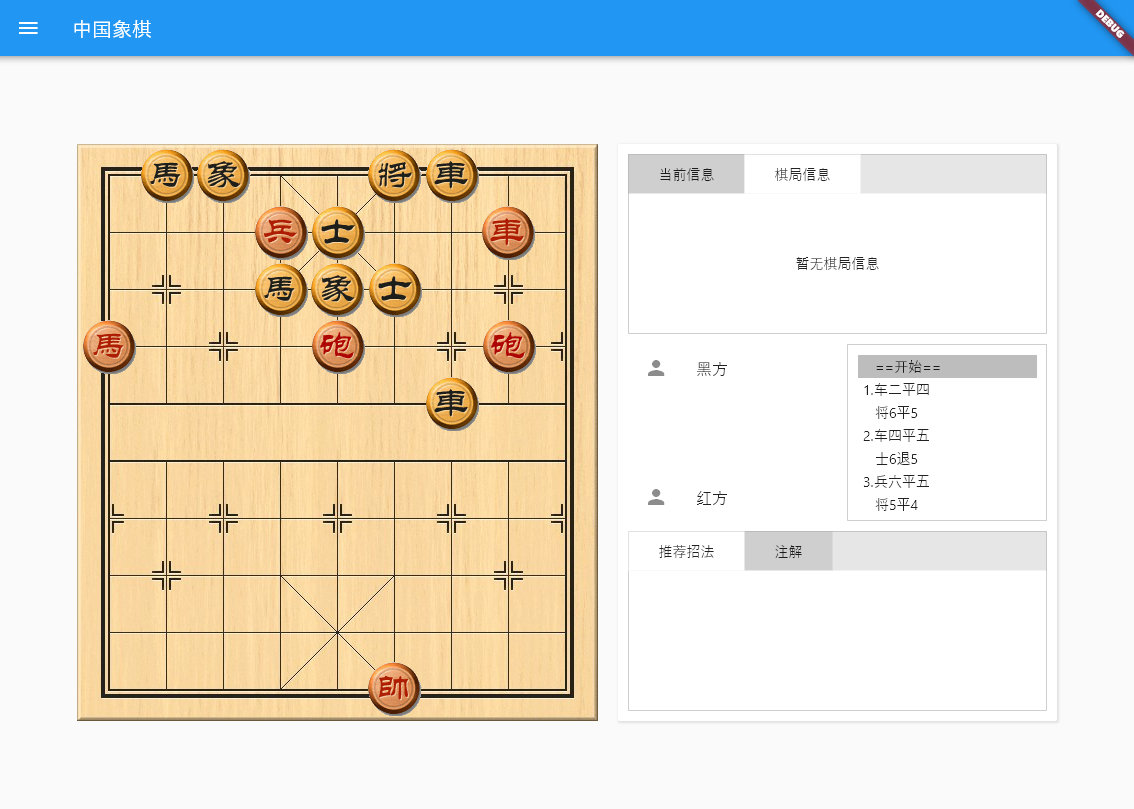 中国象棋
DEBUG
馬 象 將 車
兵 士 車
馬 象 士
馬 砲 砲
車
帥
当前信息 棋局信息
暂无棋局信息
黑方
红方
==开始==
1.车二平四
将6平5
2.车四平五
士6退5
3.兵六平五
将5平4
推荐招法 注解